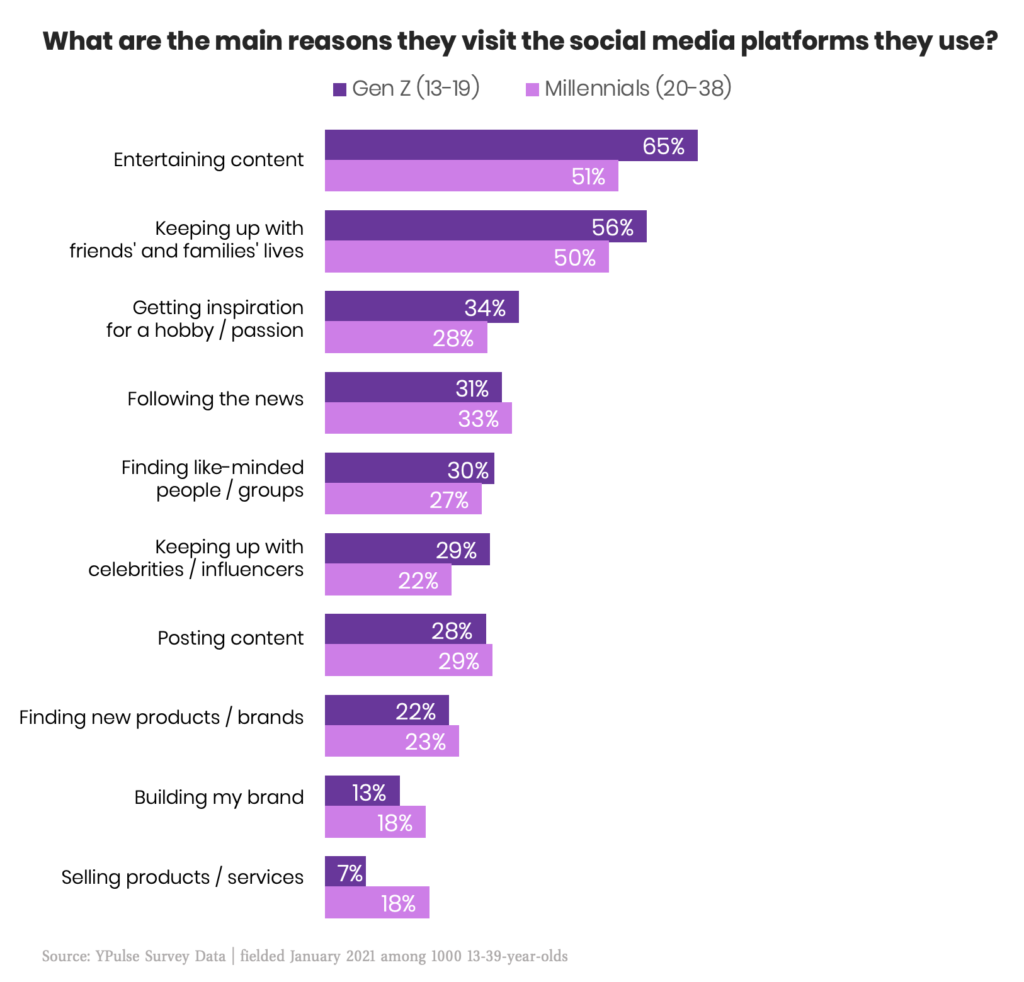 What are the main reasons they visit the social media platforms they use?
Gen Z (13-19) Millennials (20-38)
Entertaining content
65%
51%
Keeping up with
friends' and families' lives
56%
50%
Getting inspiration
for a hobby / passion
34%
28%
Following the news
31%
33%
Finding like-minded
people / groups
30%
27%
Keeping up with
celebrities / influencers
29%
22%
Posting content
28%
29%
Finding new products / brands
22%
23%
Building my brand
13%
18%
Selling products / services
7%
18%
Source: YPulse Survey Data | fielded January 2021 among 1000 13-39-year-olds